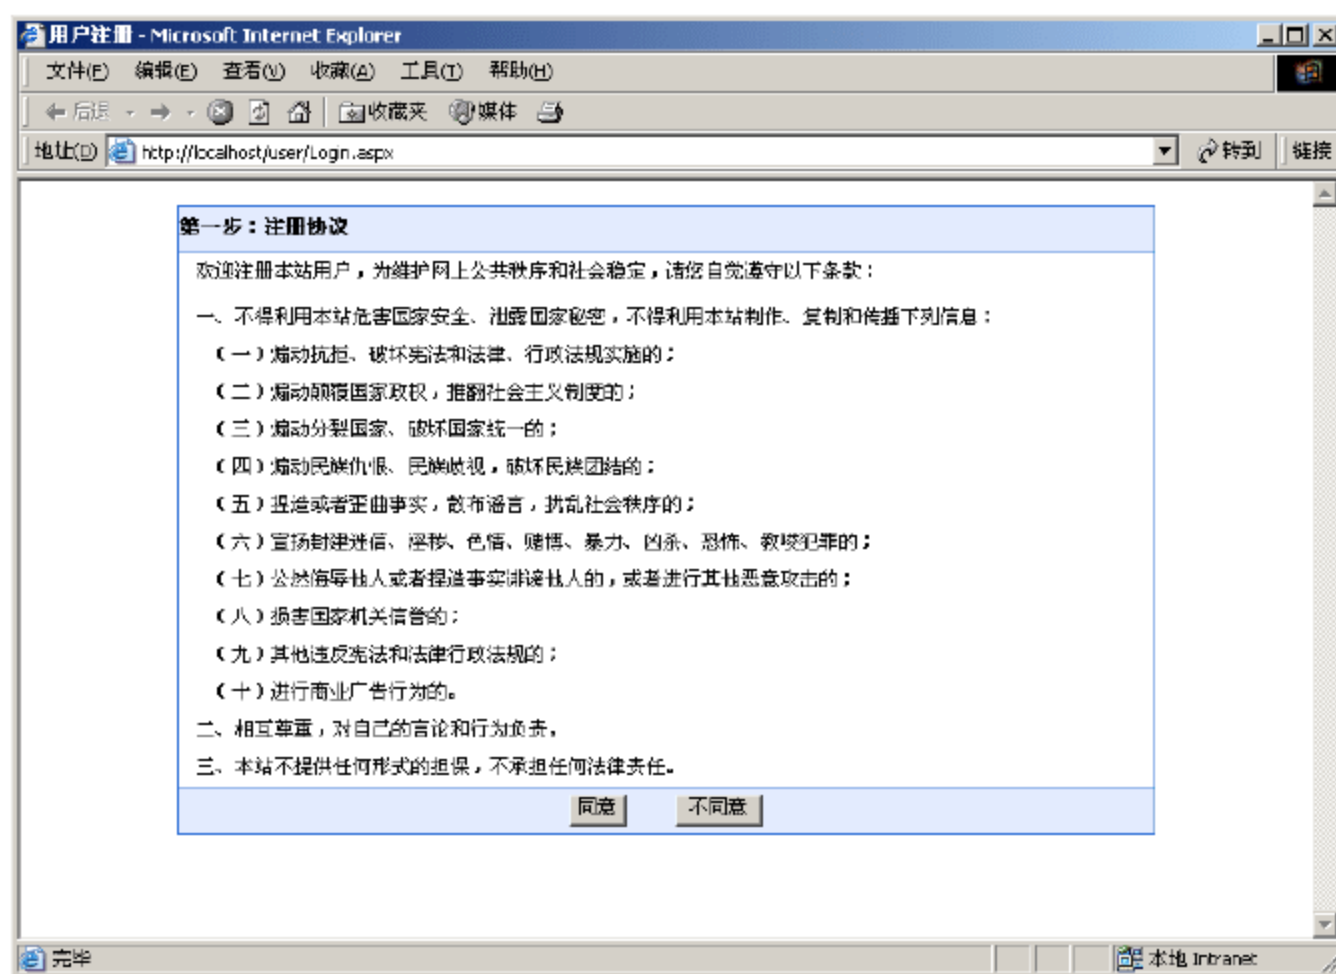 用户注册 - Microsoft Internet Explorer
文件(F) 编辑(E) 查看(V) 收藏(A) 工具(T) 帮助(H)
后退 收藏夹 媒体
地址(D) http://localhost/user/Login.aspx 转到 链接
第一步：注册协议
欢迎注册本站用户，为维护网上公共秩序和社会稳定，请您自觉遵守以下条款：
一、不得利用本站危害国家安全、泄露国家秘密，不得利用本站制作、复制和传播下列信息：
（一）煽动抗拒、破坏宪法和法律、行政法规实施的；
（二）煽动颠覆国家政权，推翻社会主义制度的；
（三）煽动分裂国家、破坏国家统一的；
（四）煽动民族仇恨、民族歧视，破坏民族团结的；
（五）捏造或者歪曲事实，散布谣言，扰乱社会秩序的；
（六）宣扬封建迷信、淫秽、色情、赌博、暴力、凶杀、恐怖、教唆犯罪的；
（七）公然侮辱他人或者捏造事实诽谤他人的，或者进行其他恶意攻击的；
（八）损害国家机关信誉的；
（九）其他违反宪法和法律行政法规的；
（十）进行商业广告行为的。
二、相互尊重，对自己的言论和行为负责。
三、本站不提供任何形式的担保，不承担任何法律责任。
同意 不同意
完毕 本地 Intranet